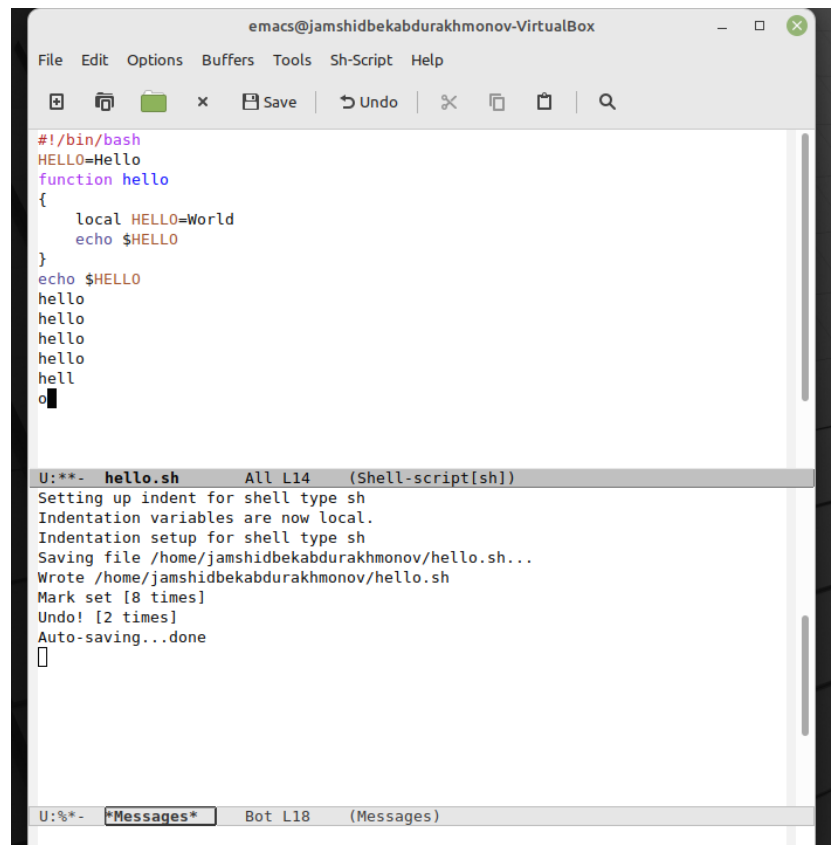 emacs@jamshidbekabdurakhmonov-VirtualBox
File Edit Options Buffers Tools Sh-Script Help
Save Undo
#!/bin/bash
HELLO=Hello
function hello
{
    local HELLO=World
    echo $HELLO
}
echo $HELLO
hello
hello
hello
hello
hell
o
U:**-  hello.sh      All L14    (Shell-script[sh])
Setting up indent for shell type sh
Indentation variables are now local.
Indentation setup for shell type sh
Saving file /home/jamshidbekabdurakhmonov/hello.sh...
Wrote /home/jamshidbekabdurakhmonov/hello.sh
Mark set [8 times]
Undo! [2 times]
Auto-saving...done
U:%*-  *Messages*    Bot L18    (Messages)